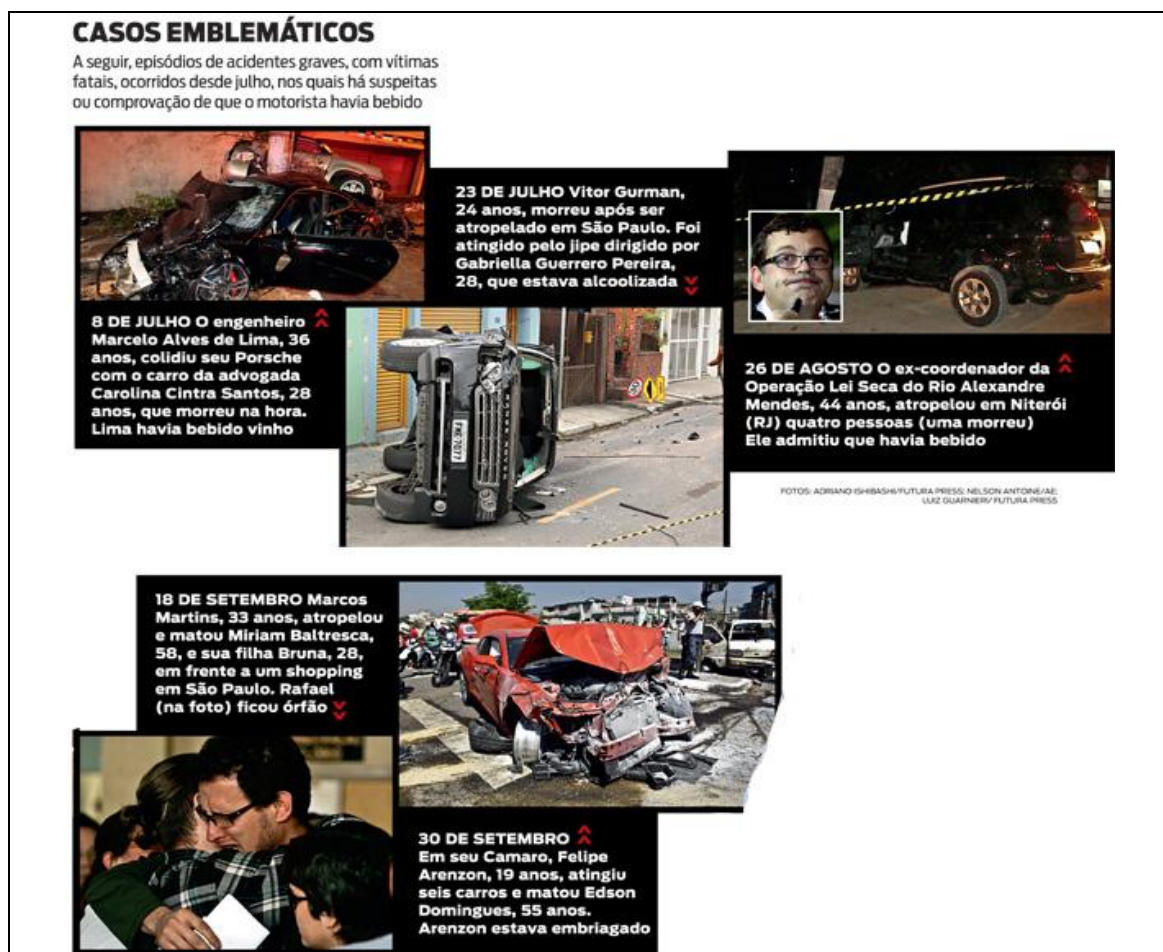 CASOS EMBLEMÁTICOS
A seguir, episódios de acidentes graves, com vítimas
fatais, ocorridos desde julho, nos quais há suspeitas
ou comprovação de que o motorista havia bebido
8 DE JULHO O engenheiro
Marcelo Alves de Lima, 36
anos, colidiu seu Porsche
com o carro da advogada
Carolina Cintra Santos, 28
anos, que morreu na hora.
Lima havia bebido vinho
23 DE JULHO Vitor Gurman,
24 anos, morreu após ser
atropelado em São Paulo. Foi
atingido pelo jipe dirigido por
Gabriella Guerrero Pereira,
28, que estava alcoolizada
26 DE AGOSTO O ex-coordenador da
Operação Lei Seca do Rio Alexandre
Mendes, 44 anos, atropelou em Niterói
(RJ) quatro pessoas (uma morreu)
Ele admitiu que havia bebido
FOTOS: ADRIANO ISHIBASHI/FUTURA PRESS; NELSON ANTOINE/AE;
LUIZ GUARNIERI/ FUTURA PRESS
18 DE SETEMBRO Marcos
Martins, 33 anos, atropelou
e matou Miriam Baltresca,
58, e sua filha Bruna, 28,
em frente a um shopping
em São Paulo. Rafael
(na foto) ficou órfão
30 DE SETEMBRO
Em seu Camaro, Felipe
Arenzon, 19 anos, atingiu
seis carros e matou Edson
Domingues, 55 anos.
Arenzon estava embriagado